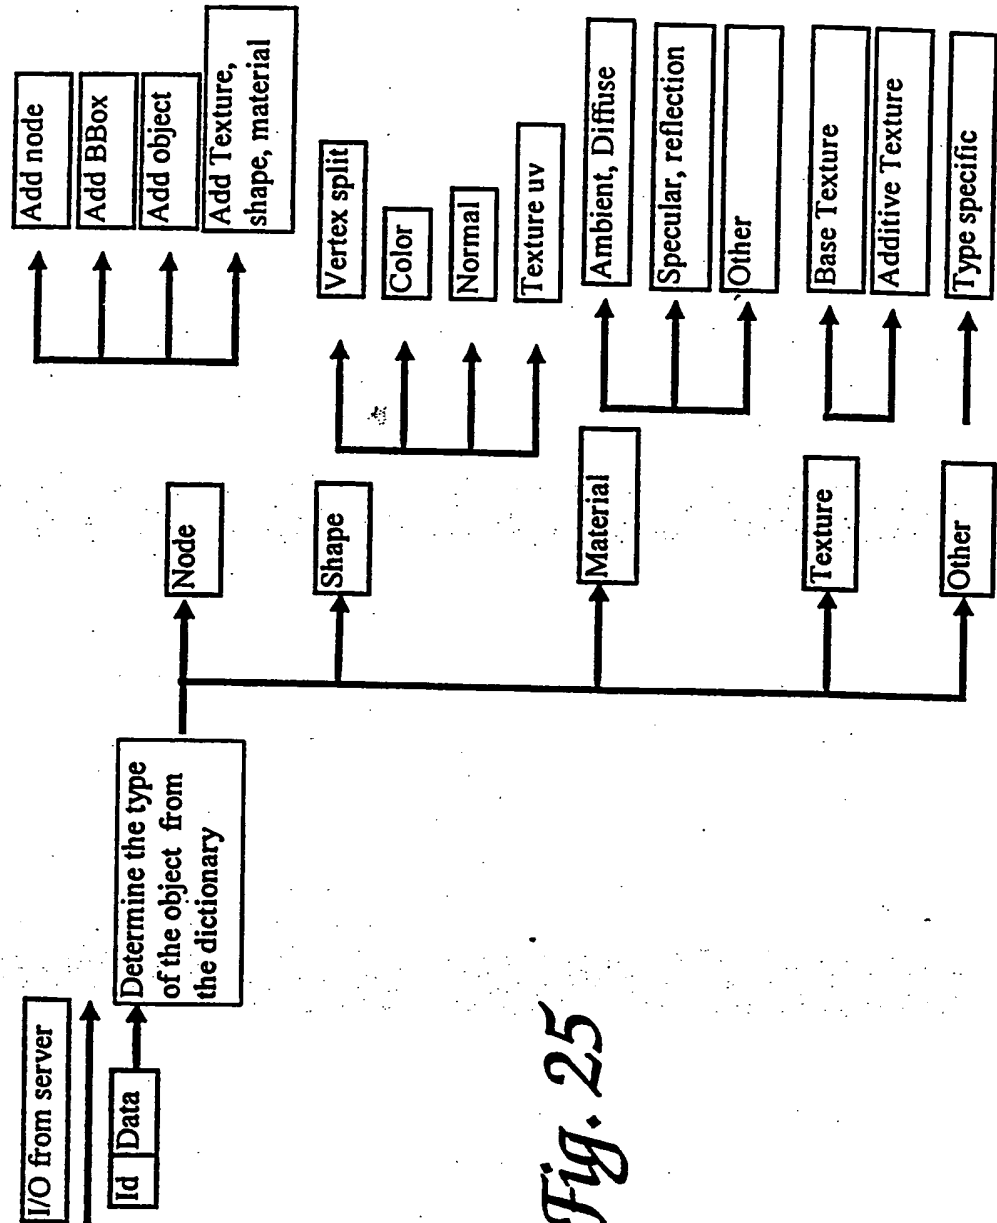 I/O from server
Id Data
Determine the type
of the object from
the dictionary
Node
Add node
Add BBox
Add object
Add Texture,
shape, material
Shape
Vertex split
Color
Normal
Texture uv
Material
Ambient, Diffuse
Specular, reflection
Other
Texture
Base Texture
Additive Texture
Other
Type specific
Fig. 25